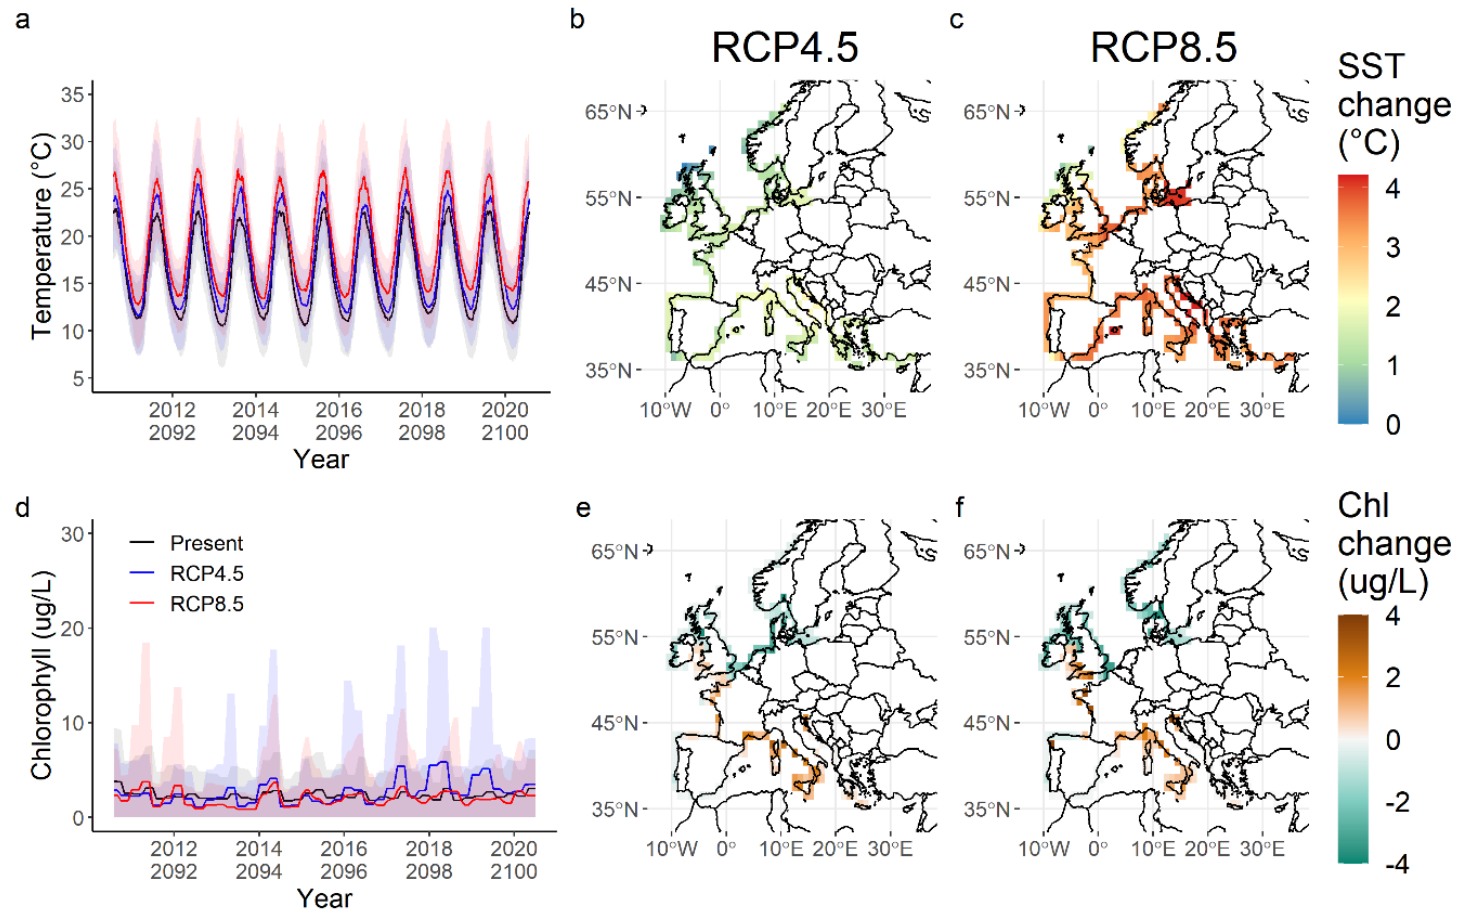 a
35
30
25
20
15
10
5
Temperature (°C)
2012 2014 2016 2018 2020
2092 2094 2096 2098 2100
Year
b
RCP4.5
65°N
55°N
45°N
35°N
10°W 0° 10°E 20°E 30°E
c
RCP8.5
65°N
55°N
45°N
35°N
10°W 0° 10°E 20°E 30°E
SST
change
(°C)
4
3
2
1
0
d
30
20
10
0
Chlorophyll (ug/L)
Present
RCP4.5
RCP8.5
2012 2014 2016 2018 2020
2092 2094 2096 2098 2100
Year
e
65°N
55°N
45°N
35°N
10°W 0° 10°E 20°E 30°E
f
65°N
55°N
45°N
35°N
10°W 0° 10°E 20°E 30°E
Chl
change
(ug/L)
4
2
0
-2
-4